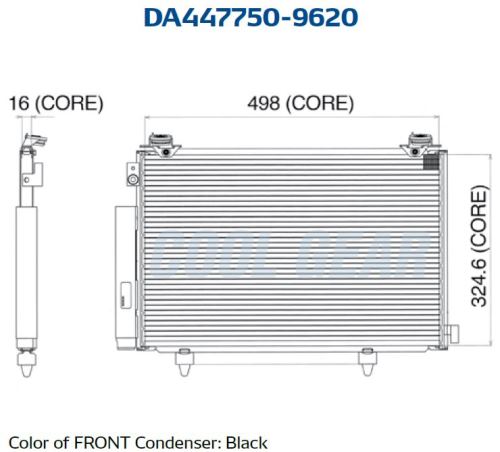 DA447750-9620
16 (CORE)
498 (CORE)
324.6 (CORE)
COOL GEAR
Color of FRONT Condenser: Black